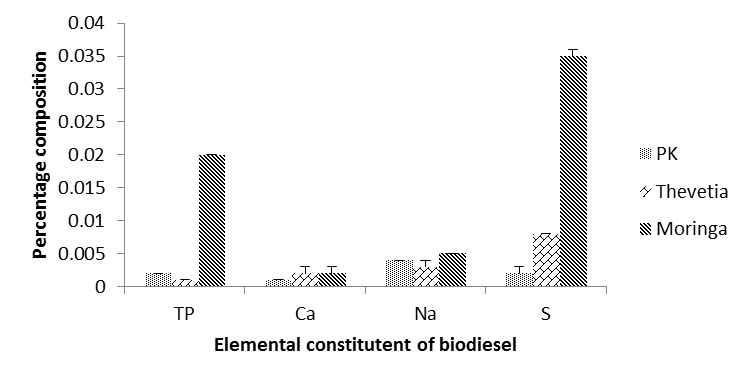 0.04
0.035
0.03
0.025
0.02
0.015
0.01
0.005
0
Percentage composition
TP Ca Na S
Elemental constitutent of biodiesel
PK
Thevetia
Moringa